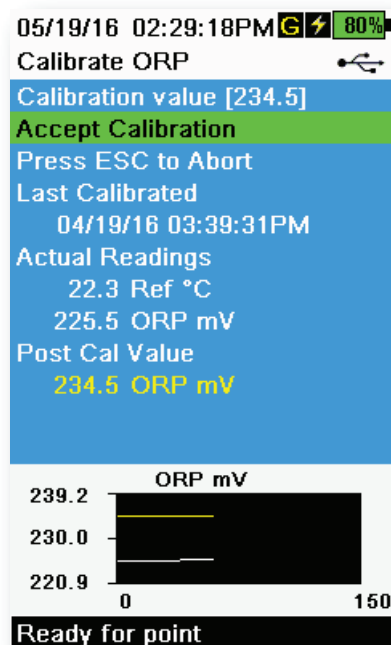 05/19/16 02:29:18PM G 80%
Calibrate ORP
Calibration value [234.5]
Accept Calibration
Press ESC to Abort
Last Calibrated
04/19/16 03:39:31PM
Actual Readings
22.3 Ref °C
225.5 ORP mV
Post Cal Value
234.5 ORP mV
ORP mV
239.2
230.0
220.9
0 150
Ready for point